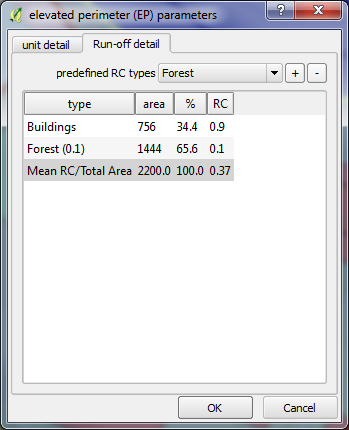 elevated perimeter (EP) parameters ? X
unit detail Run-off detail
predefined RC types Forest + -
type area % RC
Buildings 756 34.4 0.9
Forest (0.1) 1444 65.6 0.1
Mean RC/Total Area 2200.0 100.0 0.37
OK Cancel